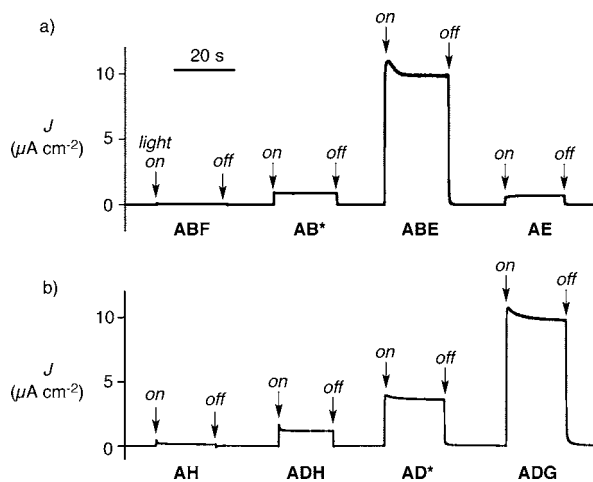 a)
20 s
on
off
10
J
(µA cm-2)
5
light
on
off
on
off
on
off
0
ABF
AB*
ABE
AE
b)
on
off
10
J
(µA cm-2)
5
on
off
on
off
on
off
0
AH
ADH
AD*
ADG